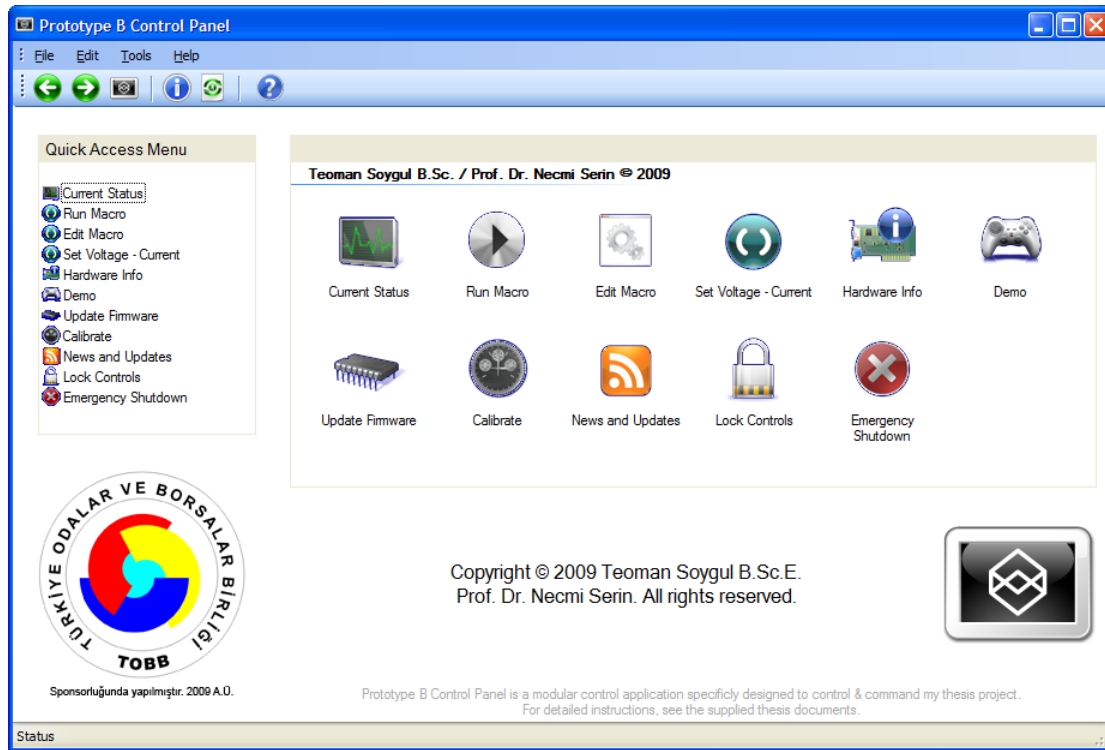 Prototype B Control Panel
File Edit Tools Help
Quick Access Menu
Current Status
Run Macro
Edit Macro
Set Voltage - Current
Hardware Info
Demo
Update Firmware
Calibrate
News and Updates
Lock Controls
Emergency Shutdown
Teoman Soygul B.Sc. / Prof. Dr. Necmi Serin © 2009
Current Status Run Macro Edit Macro Set Voltage - Current Hardware Info Demo
Update Firmware Calibrate News and Updates Lock Controls Emergency
Shutdown
TÜRKİYE ODALAR VE BORSALAR BİRLİĞİ
TOBB
Sponsorluğunda yapılmıştır. 2009 A.Ü.
Copyright © 2009 Teoman Soygul B.Sc.E.
Prof. Dr. Necmi Serin. All rights reserved.
Prototype B Control Panel is a modular control application specificly designed to control & command my thesis project.
For detailed instructions, see the supplied thesis documents.
Status